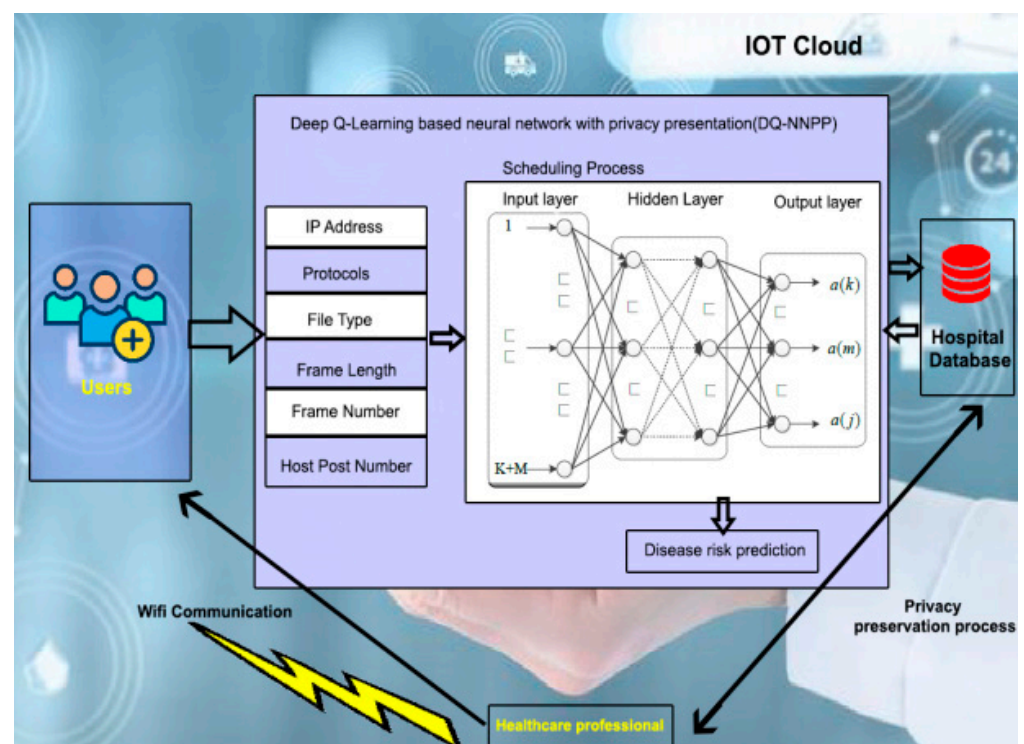 IOT Cloud
Deep Q-Learning based neural network with privacy presentation(DQ-NNPP)
Scheduling Process
Input layer
Hidden Layer
Output layer
IP Address
Protocols
File Type
Frame Length
Frame Number
Host Post Number
1
K+M
a(k)
a(m)
a(j)
Users
Hospital
Database
24
Disease risk prediction
Wifi Communication
Privacy
preservation process
Healthcare professional